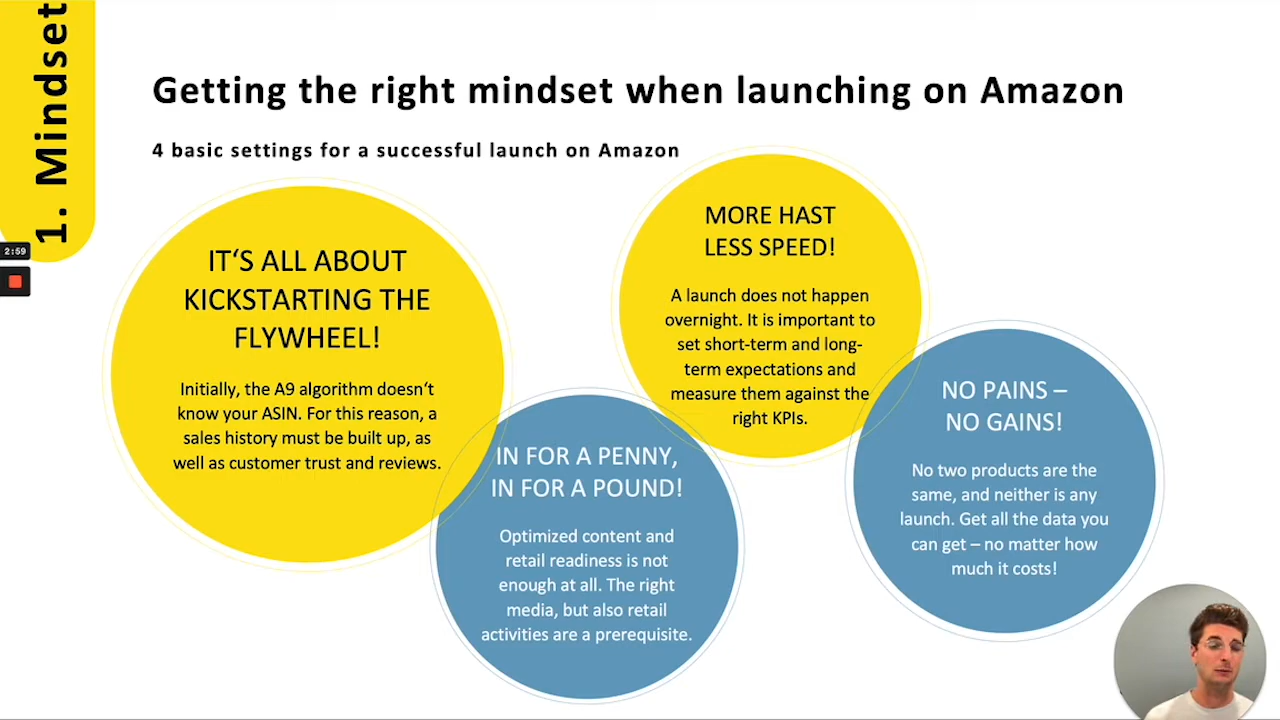 1. Mindset
Getting the right mindset when launching on Amazon
4 basic settings for a successful launch on Amazon
2:59
IT‘S ALL ABOUT
KICKSTARTING THE
FLYWHEEL!
Initially, the A9 algorithm doesn‘t
know your ASIN. For this reason, a
sales history must be built up, as
well as customer trust and reviews.
IN FOR A PENNY,
IN FOR A POUND!
Optimized content and
retail readiness is not
enough at all. The right
media, but also retail
activities are a prerequisite.
MORE HAST
LESS SPEED!
A launch does not happen
overnight. It is important to
set short-term and long-
term expectations and
measure them against the
right KPIs.
NO PAINS –
NO GAINS!
No two products are the
same, and neither is any
launch. Get all the data you
can get – no matter how
much it costs!